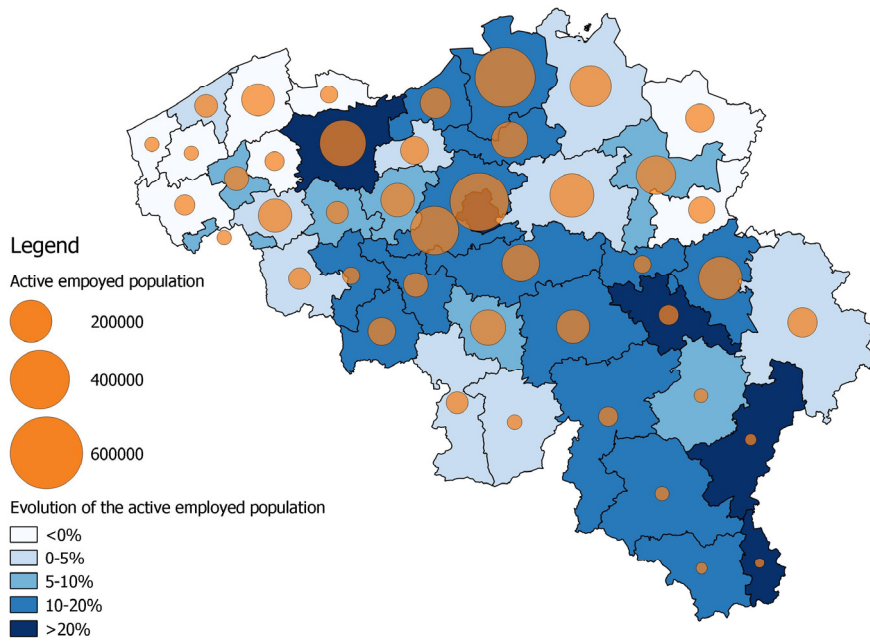 Legend
Active empoyed population
200000
400000
600000
Evolution of the active employed population
<0%
0-5%
5-10%
10-20%
>20%